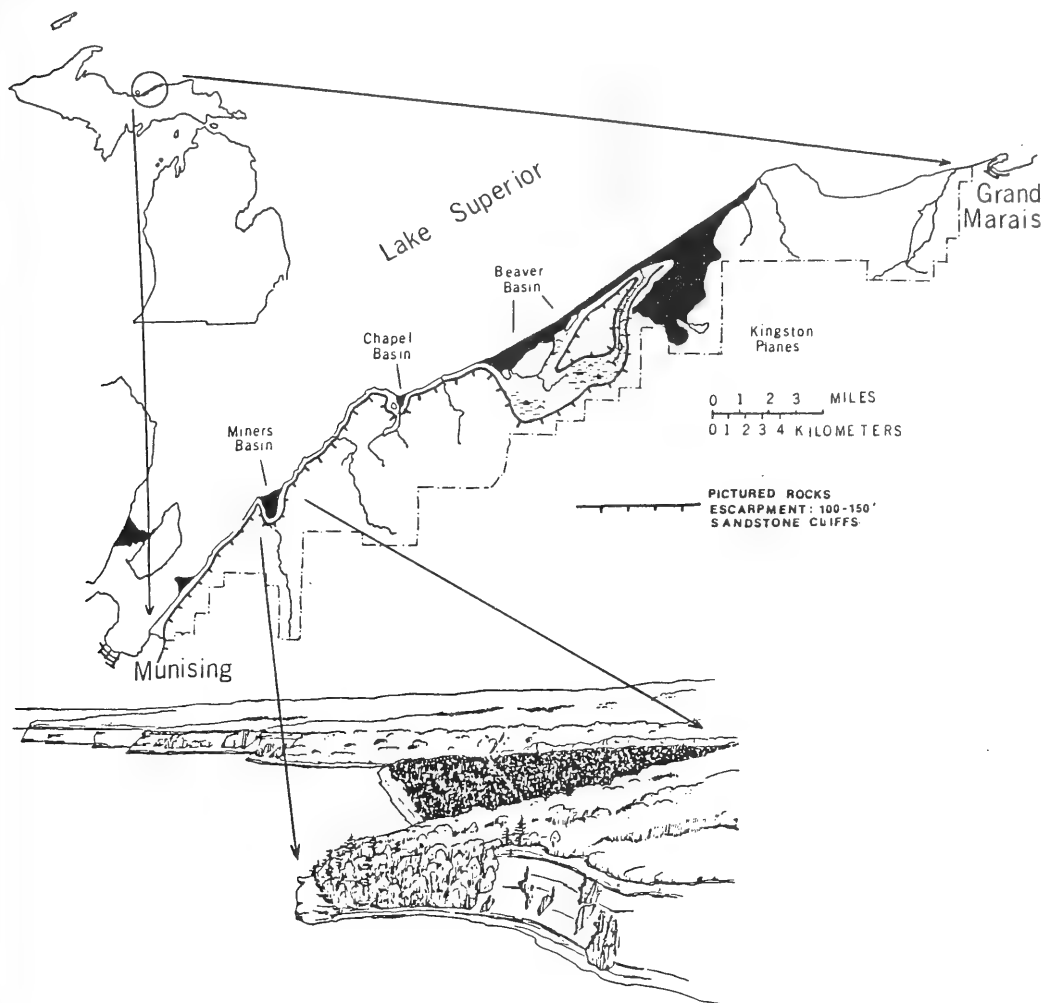 Lake Superior
Grand
Marais
Beaver
Basin
Kingston
Planes
Chapel
Basin
0 1 2 3 MILES
0 1 2 3 4 KILOMETERS
Miners
Basin
PICTURED ROCKS
ESCARPMENT: 100-150'
SANDSTONE CLIFFS
Munising